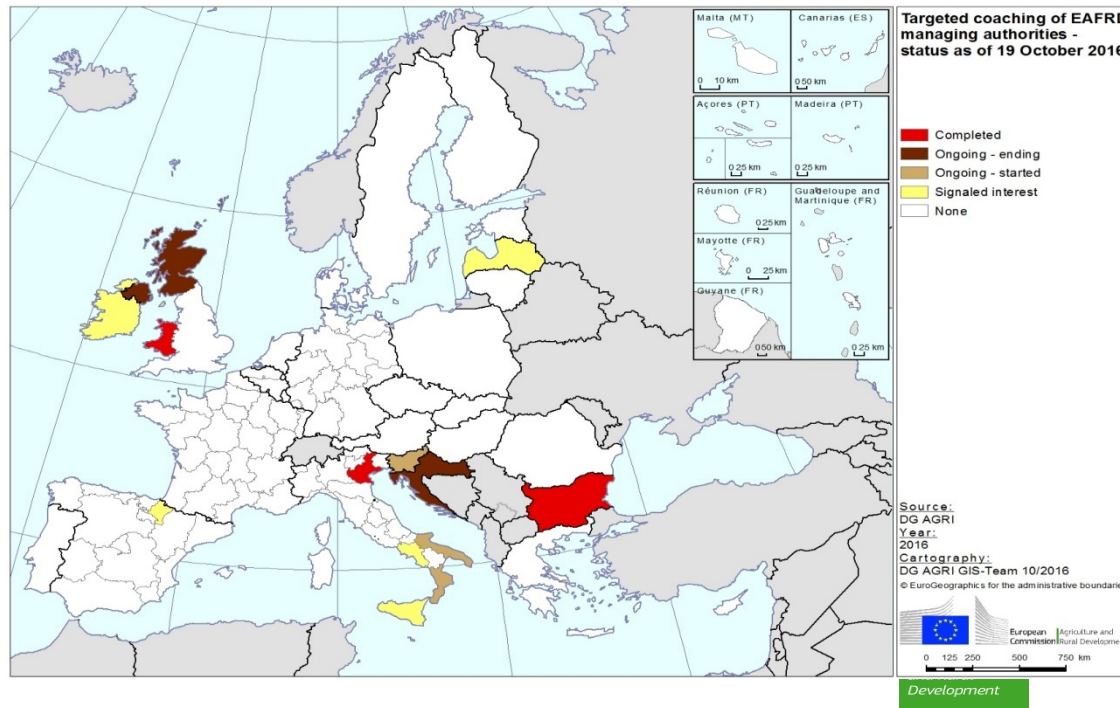 Malta (MT)
0 10 km
Canarias (ES)
0 50 km
Açores (PT)
0 25 km
Madeira (PT)
0 25 km
Réunion (FR)
0 25 km
Guadeloupe and
Martinique (FR)
0 25 km
Mayotte (FR)
0 25 km
Guyane (FR)
0 50 km
Targeted coaching of EAFRD
managing authorities -
status as of 19 October 2016
Completed
Ongoing - ending
Ongoing - started
Signaled interest
None
Source:
DG AGRI
Year:
2016
Cartography:
DG AGRI GIS-Team 10/2016
© EuroGeographics for the administrative boundarie
European
Commission
Agriculture and
Rural Developme
0 125 250 500 750 km
Development